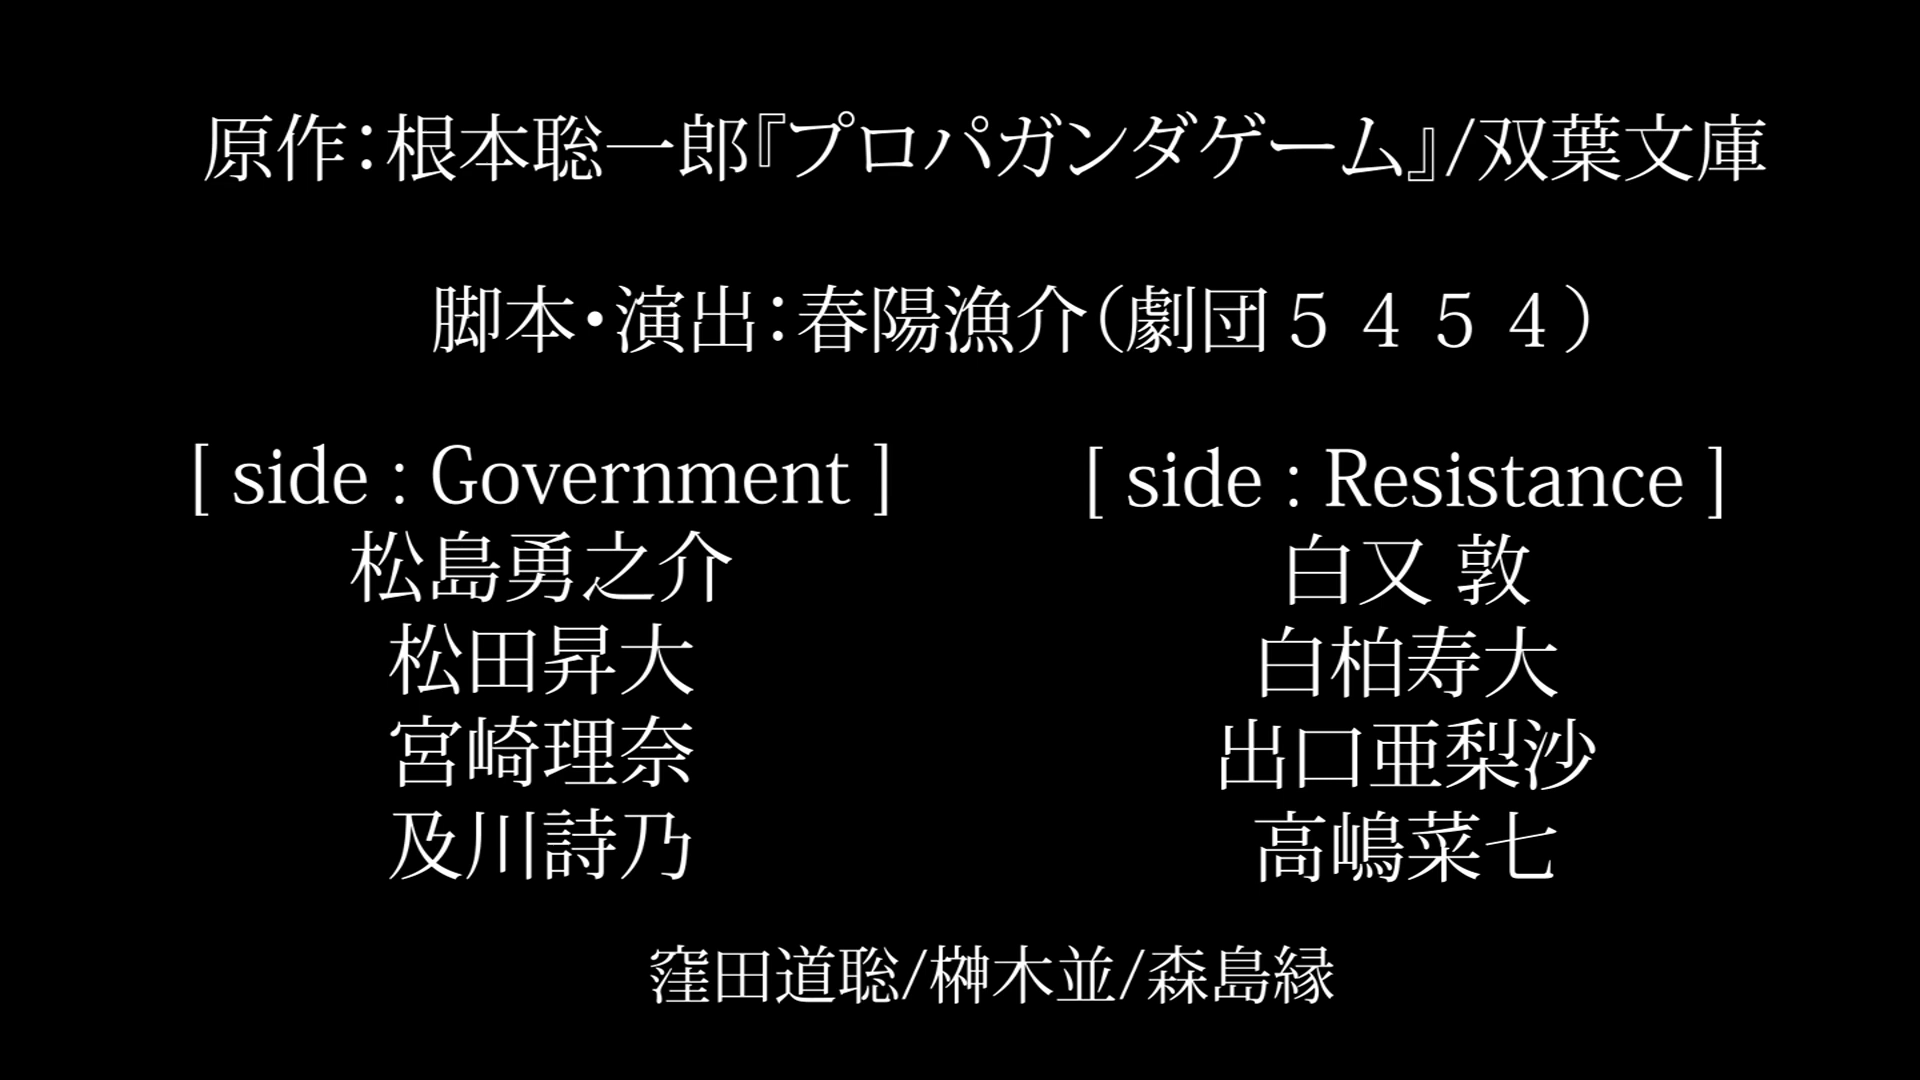 原作：根本聡一郎『プロパガンダゲーム』/双葉文庫
脚本・演出：春陽漁介（劇団５４５４）
[ side : Government ]
松島勇之介
松田昇大
宮崎理奈
及川詩乃
[ side : Resistance ]
白又 敦
白柏寿大
出口亜梨沙
高嶋菜七
窪田道聡/榊木並/森島縁